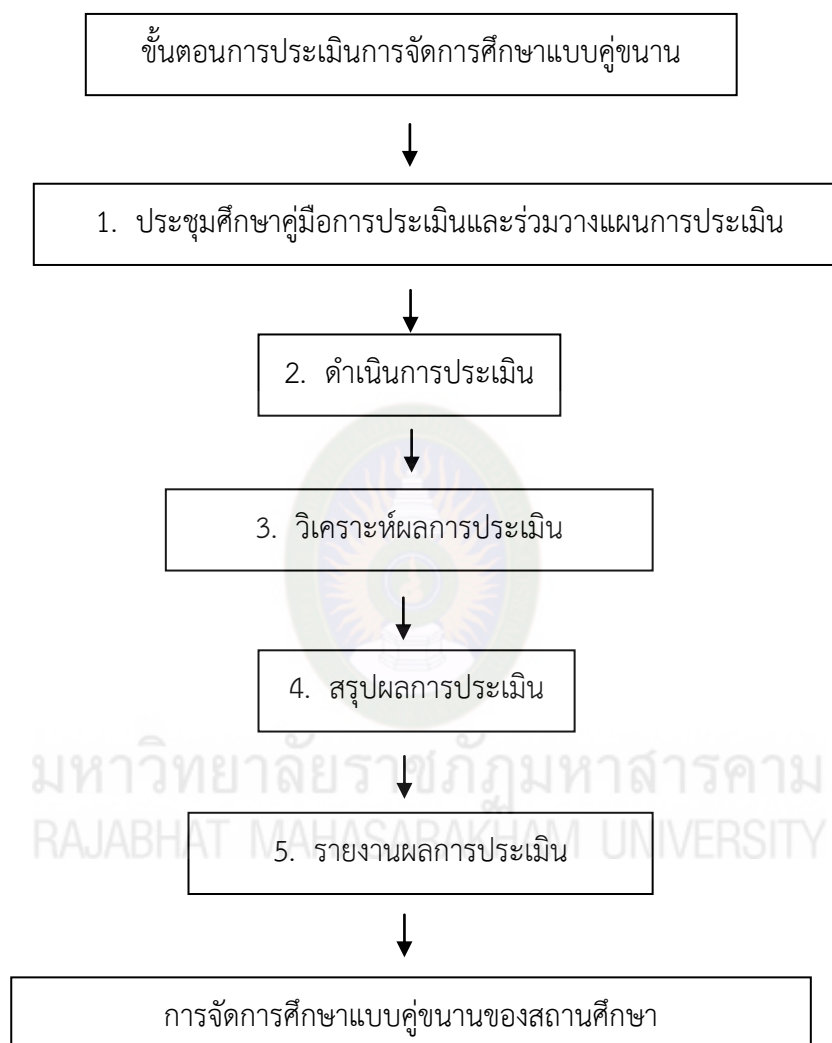 ขั้นตอนการประเมินการจัดการศึกษาแบบคู่ขนาน
1. ประชุมศึกษาคู่มือการประเมินและร่วมวางแผนการประเมิน
2. ดำเนินการประเมิน
3. วิเคราะห์ผลการประเมิน
4. สรุปผลการประเมิน
มหาวิทยาลัยราชภัฏมหาสารคาม
RAJABHAT MAHASARAKHAM UNIVERSITY
5. รายงานผลการประเมิน
การจัดการศึกษาแบบคู่ขนานของสถานศึกษา